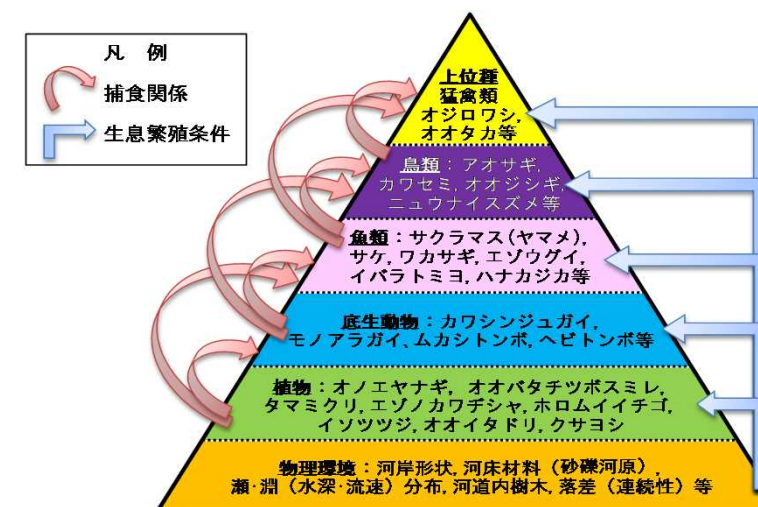 凡 例
捕食関係
生息繁殖条件
上位種
猛禽類
オジロワシ,
オオタカ等
鳥類：アオサギ,
カワセミ,オオジシギ,
ニュウナイスズメ等
魚類：サクラマス(ヤマメ),
サケ,ワカサギ,エゾウグイ,
イバラトミヨ,ハナカジカ等
底生動物：カワシンジュガイ,
モノアラガイ、ムカシトンボ,ヘビトンボ等
植物：オノエヤナギ, オオバタチツボスミレ,
タマミクリ,エゾノカワヂシャ,ホロムイイチゴ,
イソツツジ,オオイタドリ,クサヨシ
物理環境：河岸形状,河床材料（砂礫河原）,
瀬・淵（水深・流速）分布,河道内樹木,落差（連続性）等